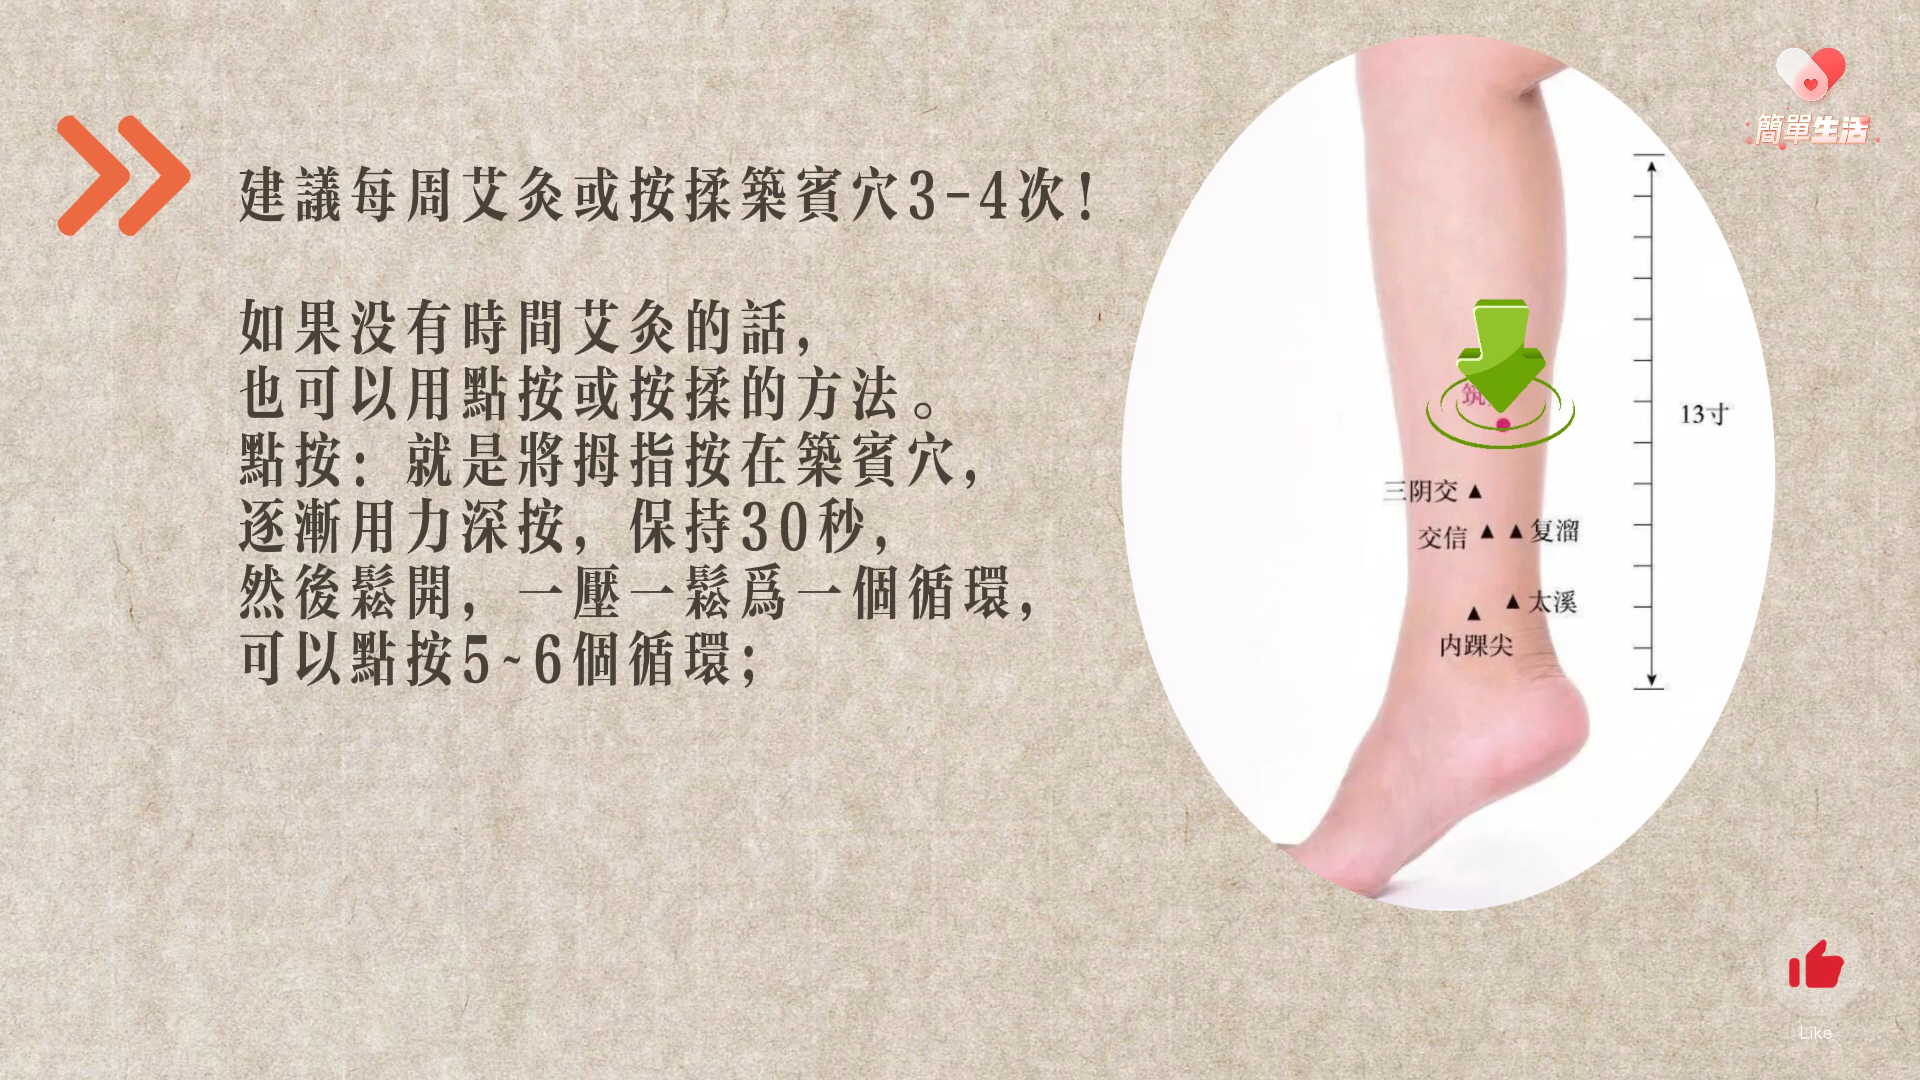 建議每周艾灸或按揉築賓穴3-4次!
如果没有時間艾灸的話,
也可以用點按或按揉的方法。
點按: 就是將拇指按在築賓穴,
逐漸用力深按, 保持30秒,
然後鬆開, 一壓一鬆爲一個循環,
可以點按5~6個循環;
簡單生活
筑
13寸
三阴交
交信
复溜
太溪
内踝尖
Like